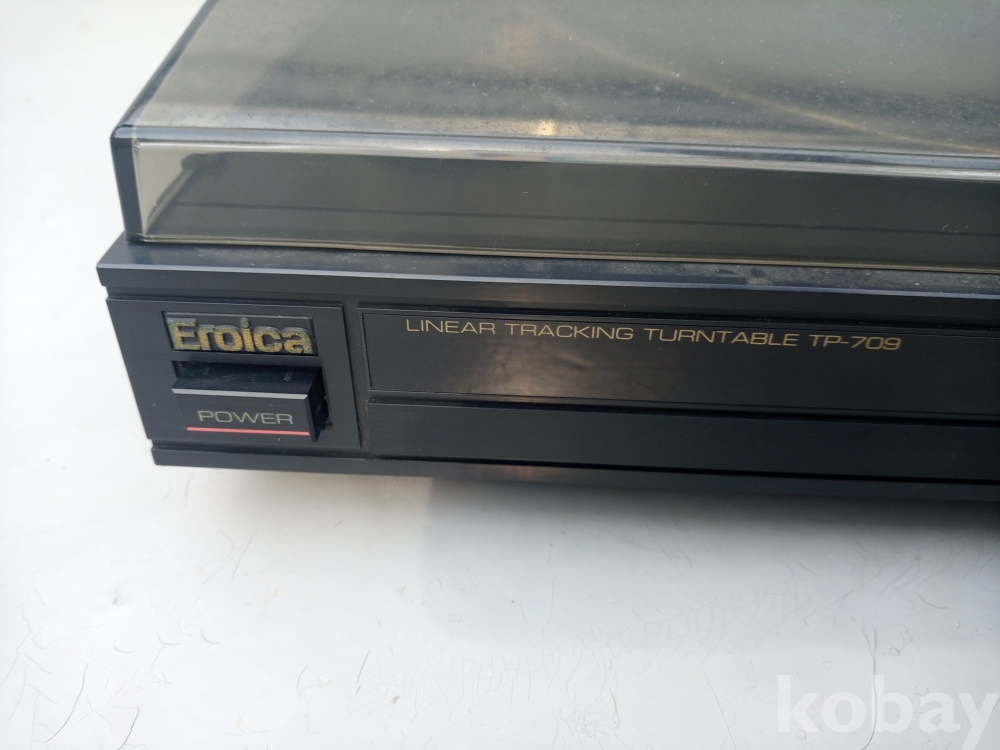 Eroica
LINEAR TRACKING TURNTABLE TP-709
POWER
kobay